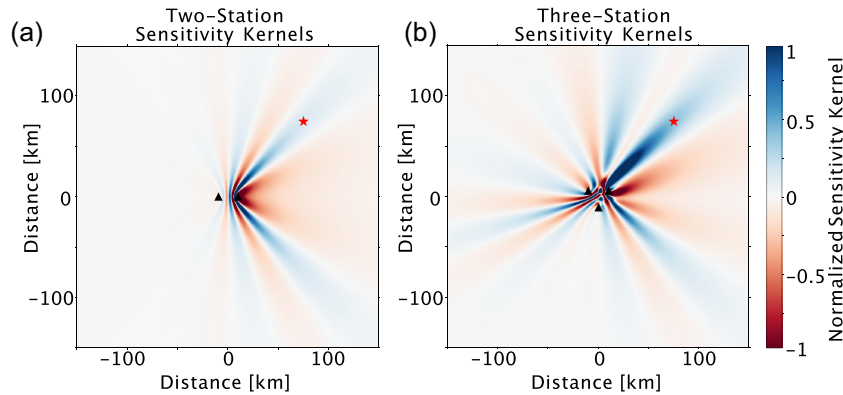 (a)
Two-Station
Sensitivity Kernels
100
0
-100
Distance [km]
-100
0
100
Distance [km]
(b)
Three-Station
Sensitivity Kernels
100
0
-100
Distance [km]
-100
0
100
Distance [km]
1
0.5
0
-0.5
-1
Normalized Sensitivity Kernel